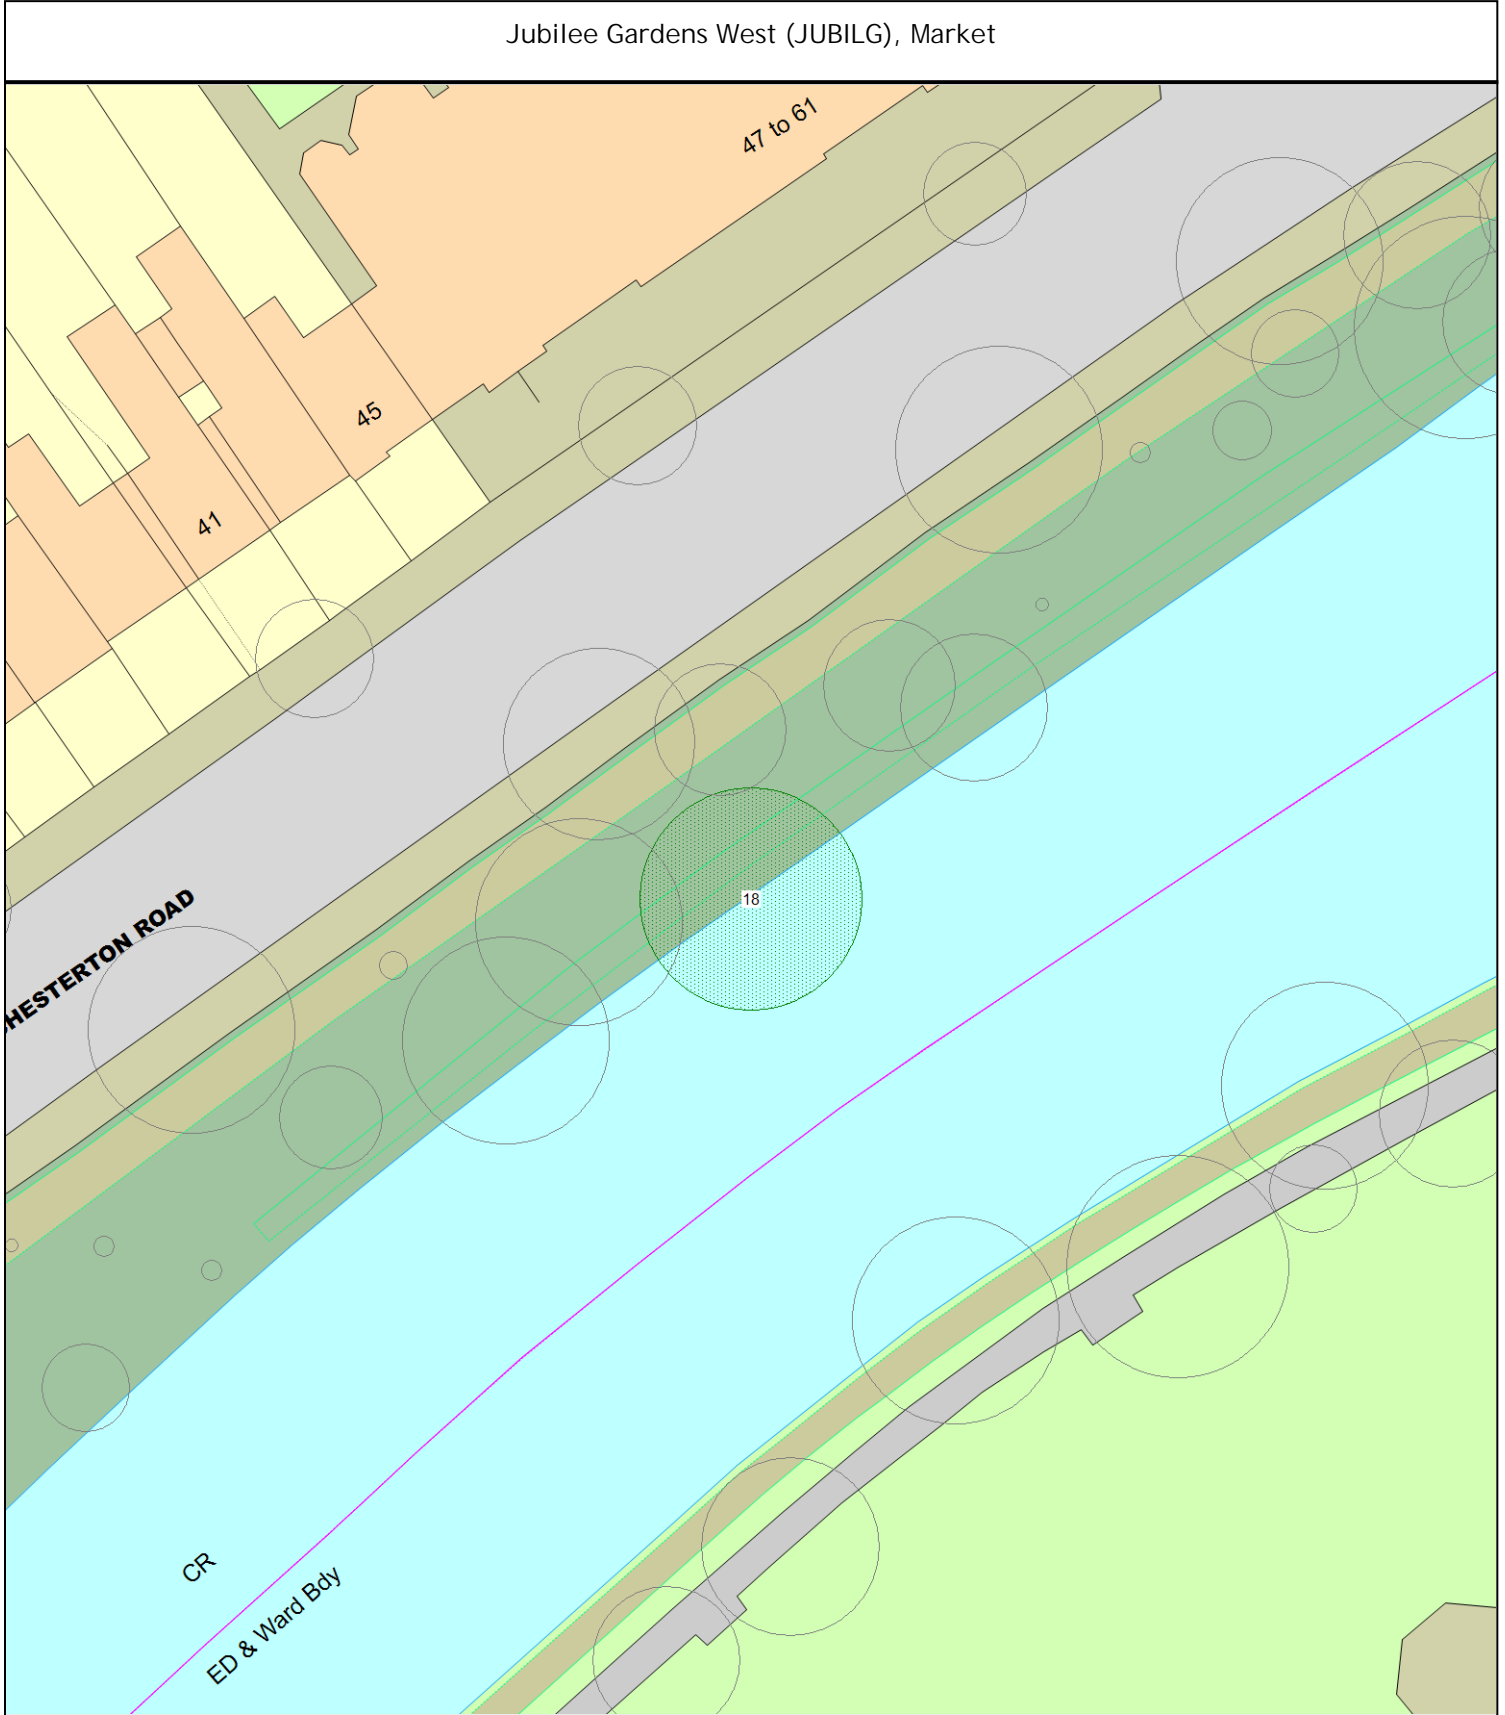 Jubilee Gardens West (JUBILG), Market
47 to 61
45
41
18
HESTERTON ROAD
CR
ED & Ward Bdy